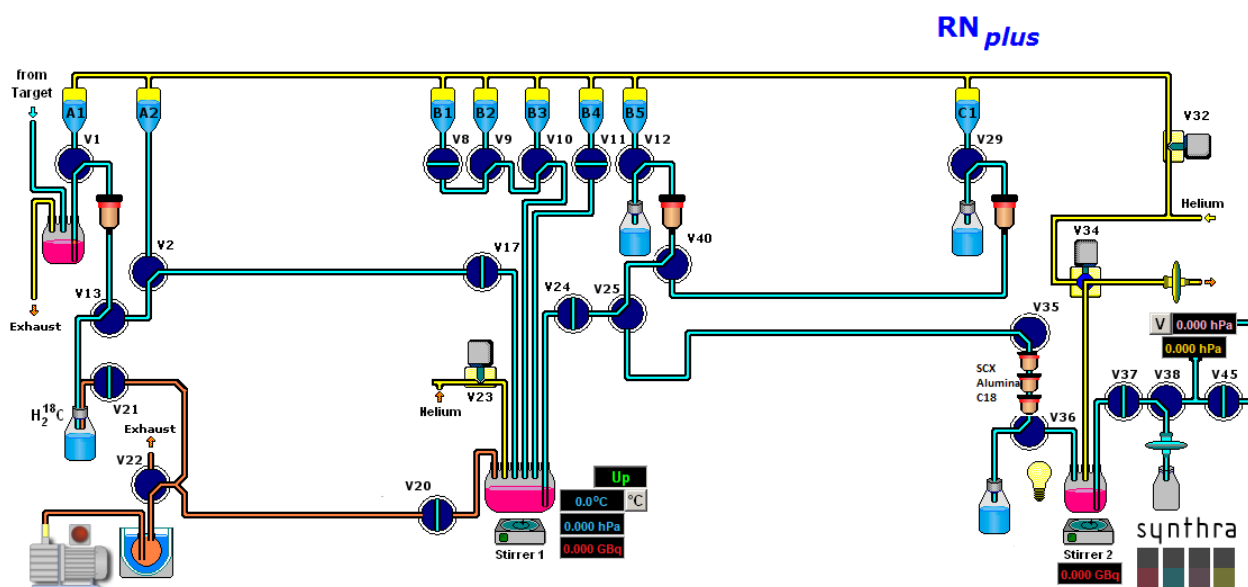 RN plus
from
Target
A1
A2
B1
B2
B3
B4
B5
C1
V1
V8
V9
V10
V11
V12
V29
V32
Helium
V2
V17
V40
V34
V13
V24
V25
V35
Exhaust
V
0.000 hPa
0.000 hPa
SCX
Alumina
C18
V37
V38
V45
H₂¹⁸C
V21
Helium
V23
V36
Exhaust
V22
V20
Up
0.0°C
°C
0.000 hPa
0.000 GBq
Stirrer 1
Stirrer 2
0.000 GBq
synthra